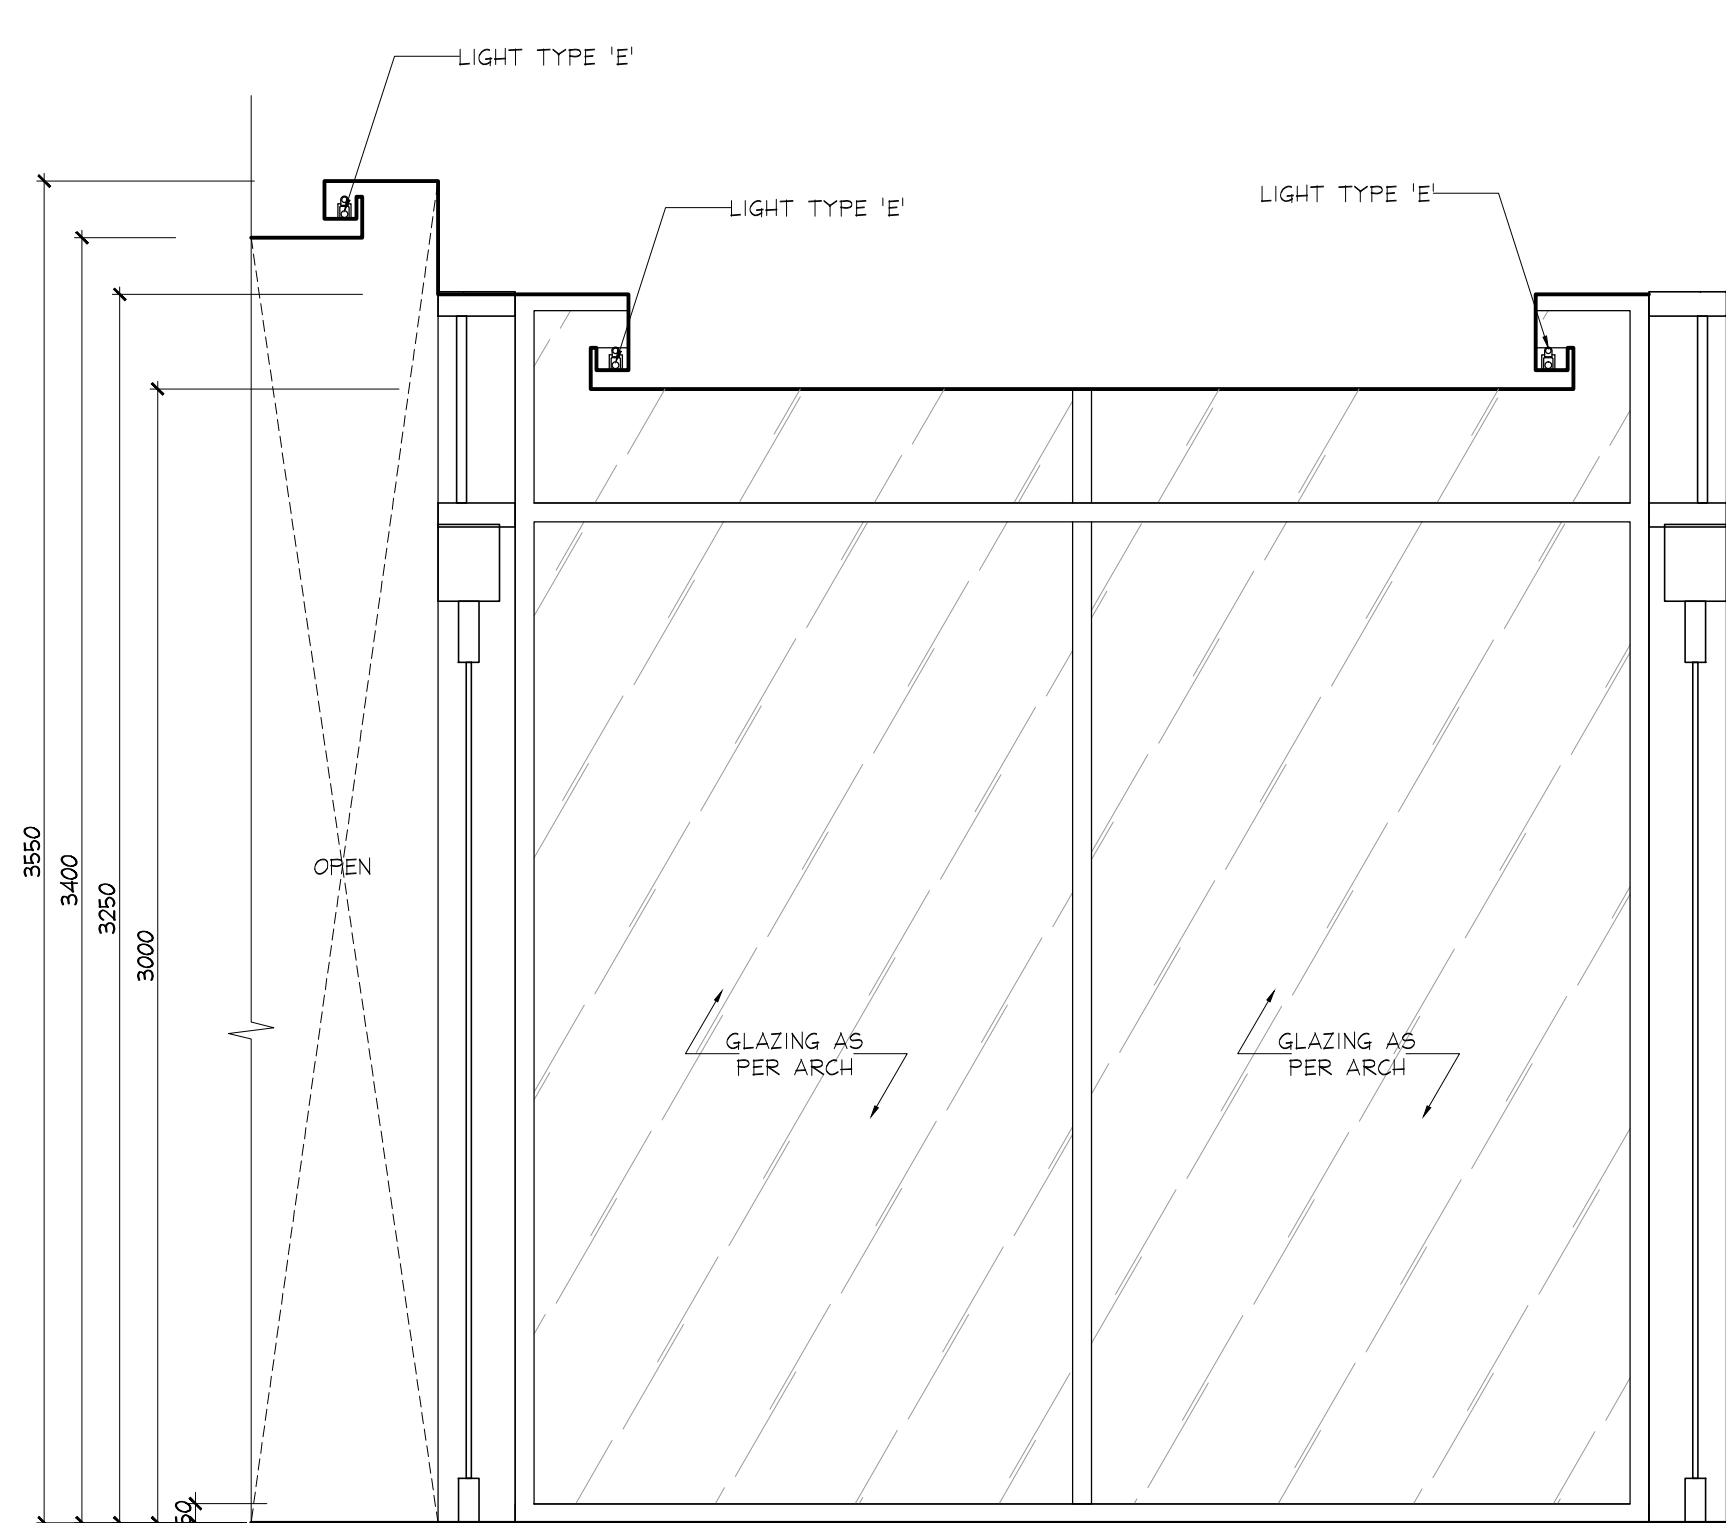 LIGHT TYPE 'E'
LIGHT TYPE 'E'
LIGHT TYPE 'E'
3550
3400
3250
3000
OPEN
GLAZING AS
PER ARCH
GLAZING AS
PER ARCH
50